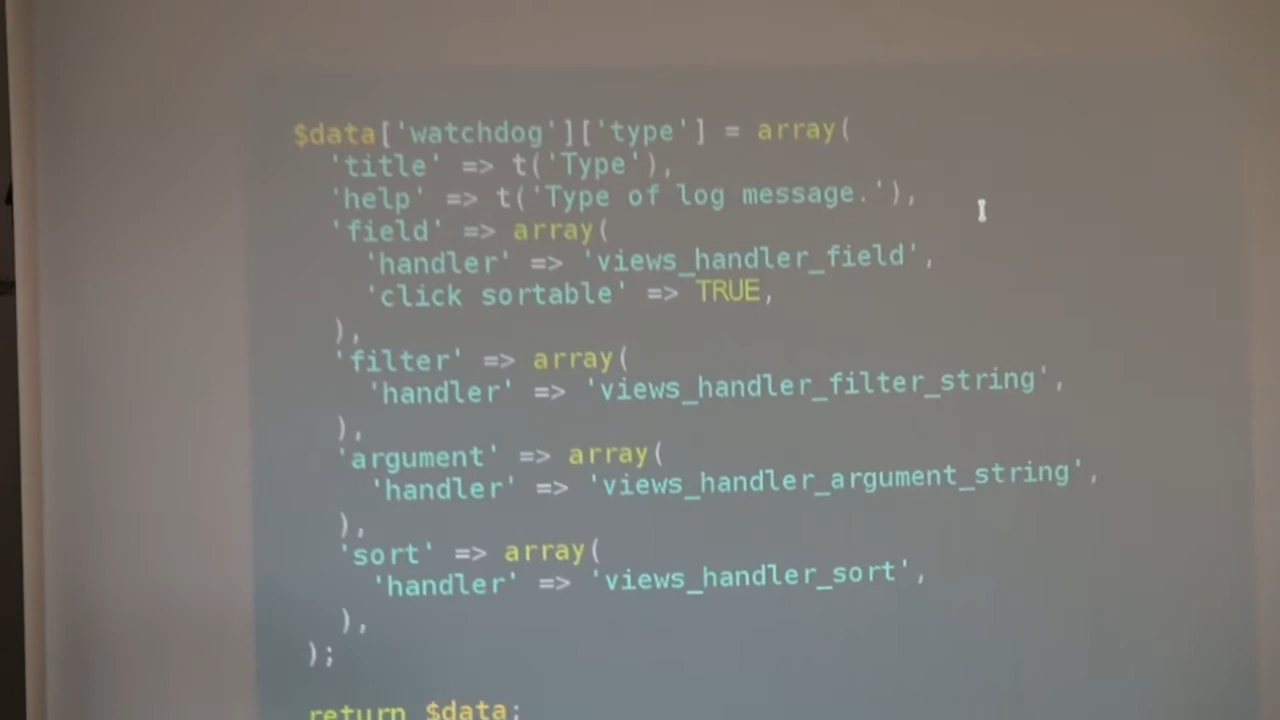 $data['watchdog']['type'] = array(
'title' => t('Type'),
'help' => t('Type of log message.'),
'field' => array(
'handler' => 'views_handler_field',
'click sortable' => TRUE,
),
'filter' => array(
'handler' => 'views_handler_filter_string',
),
'argument' => array(
'handler' => 'views_handler_argument_string',
),
'sort' => array(
'handler' => 'views_handler_sort',
),
);
return $data;